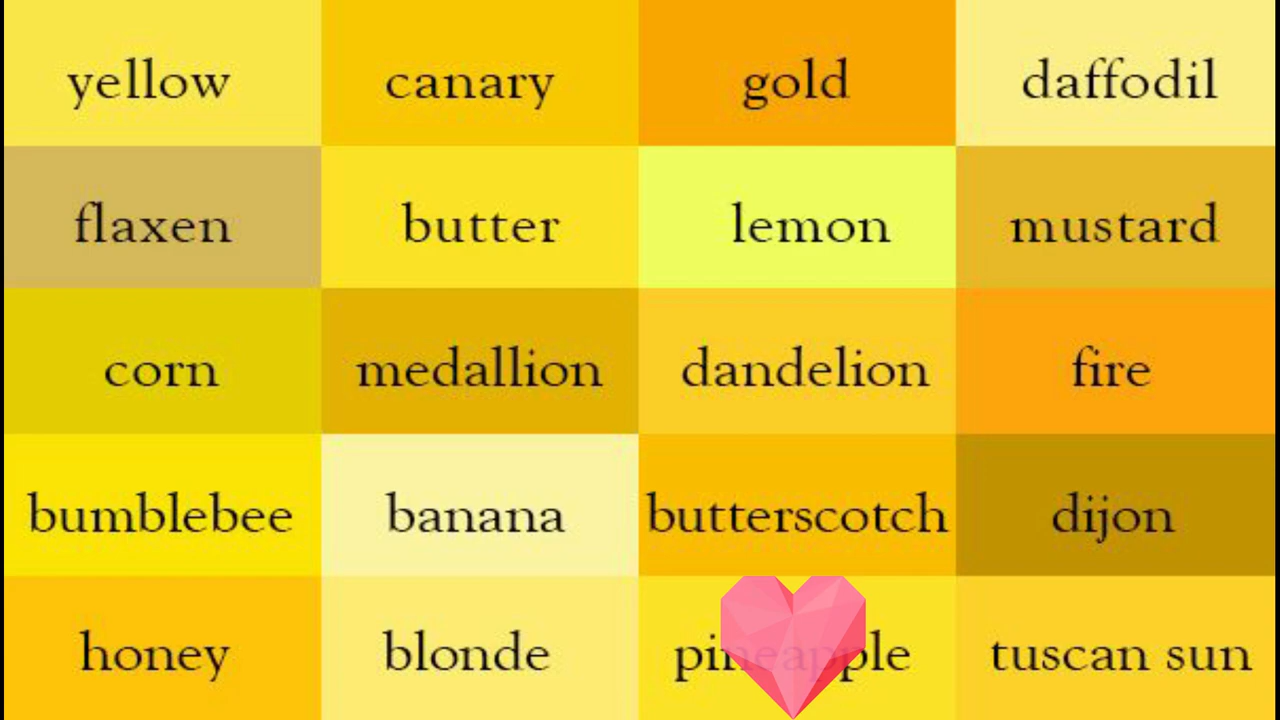 yellow canary gold daffodil
flaxen butter lemon mustard
corn medallion dandelion fire
bumblebee banana butterscotch dijon
honey blonde pineapple tuscan sun